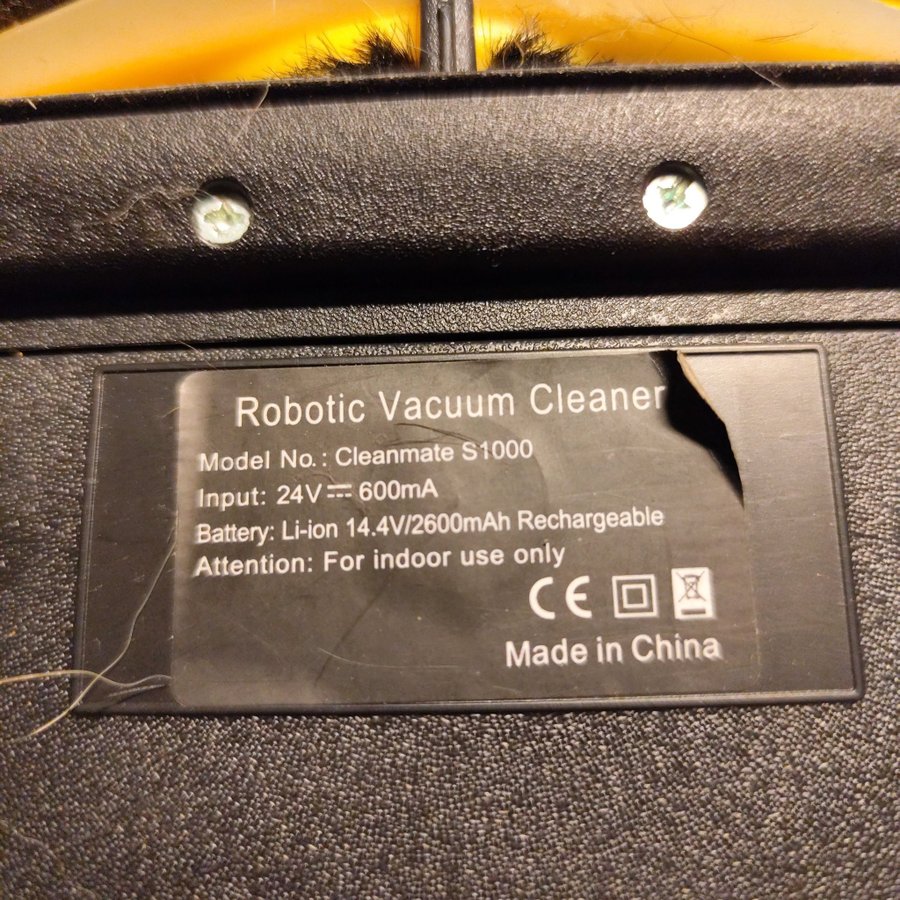 Robotic Vacuum Cleaner
Model No.: Cleanmate S1000
Input: 24V⎓ 600mA
Battery: Li-ion 14.4V/2600mAh Rechargeable
Attention: For indoor use only
CE
Made in China